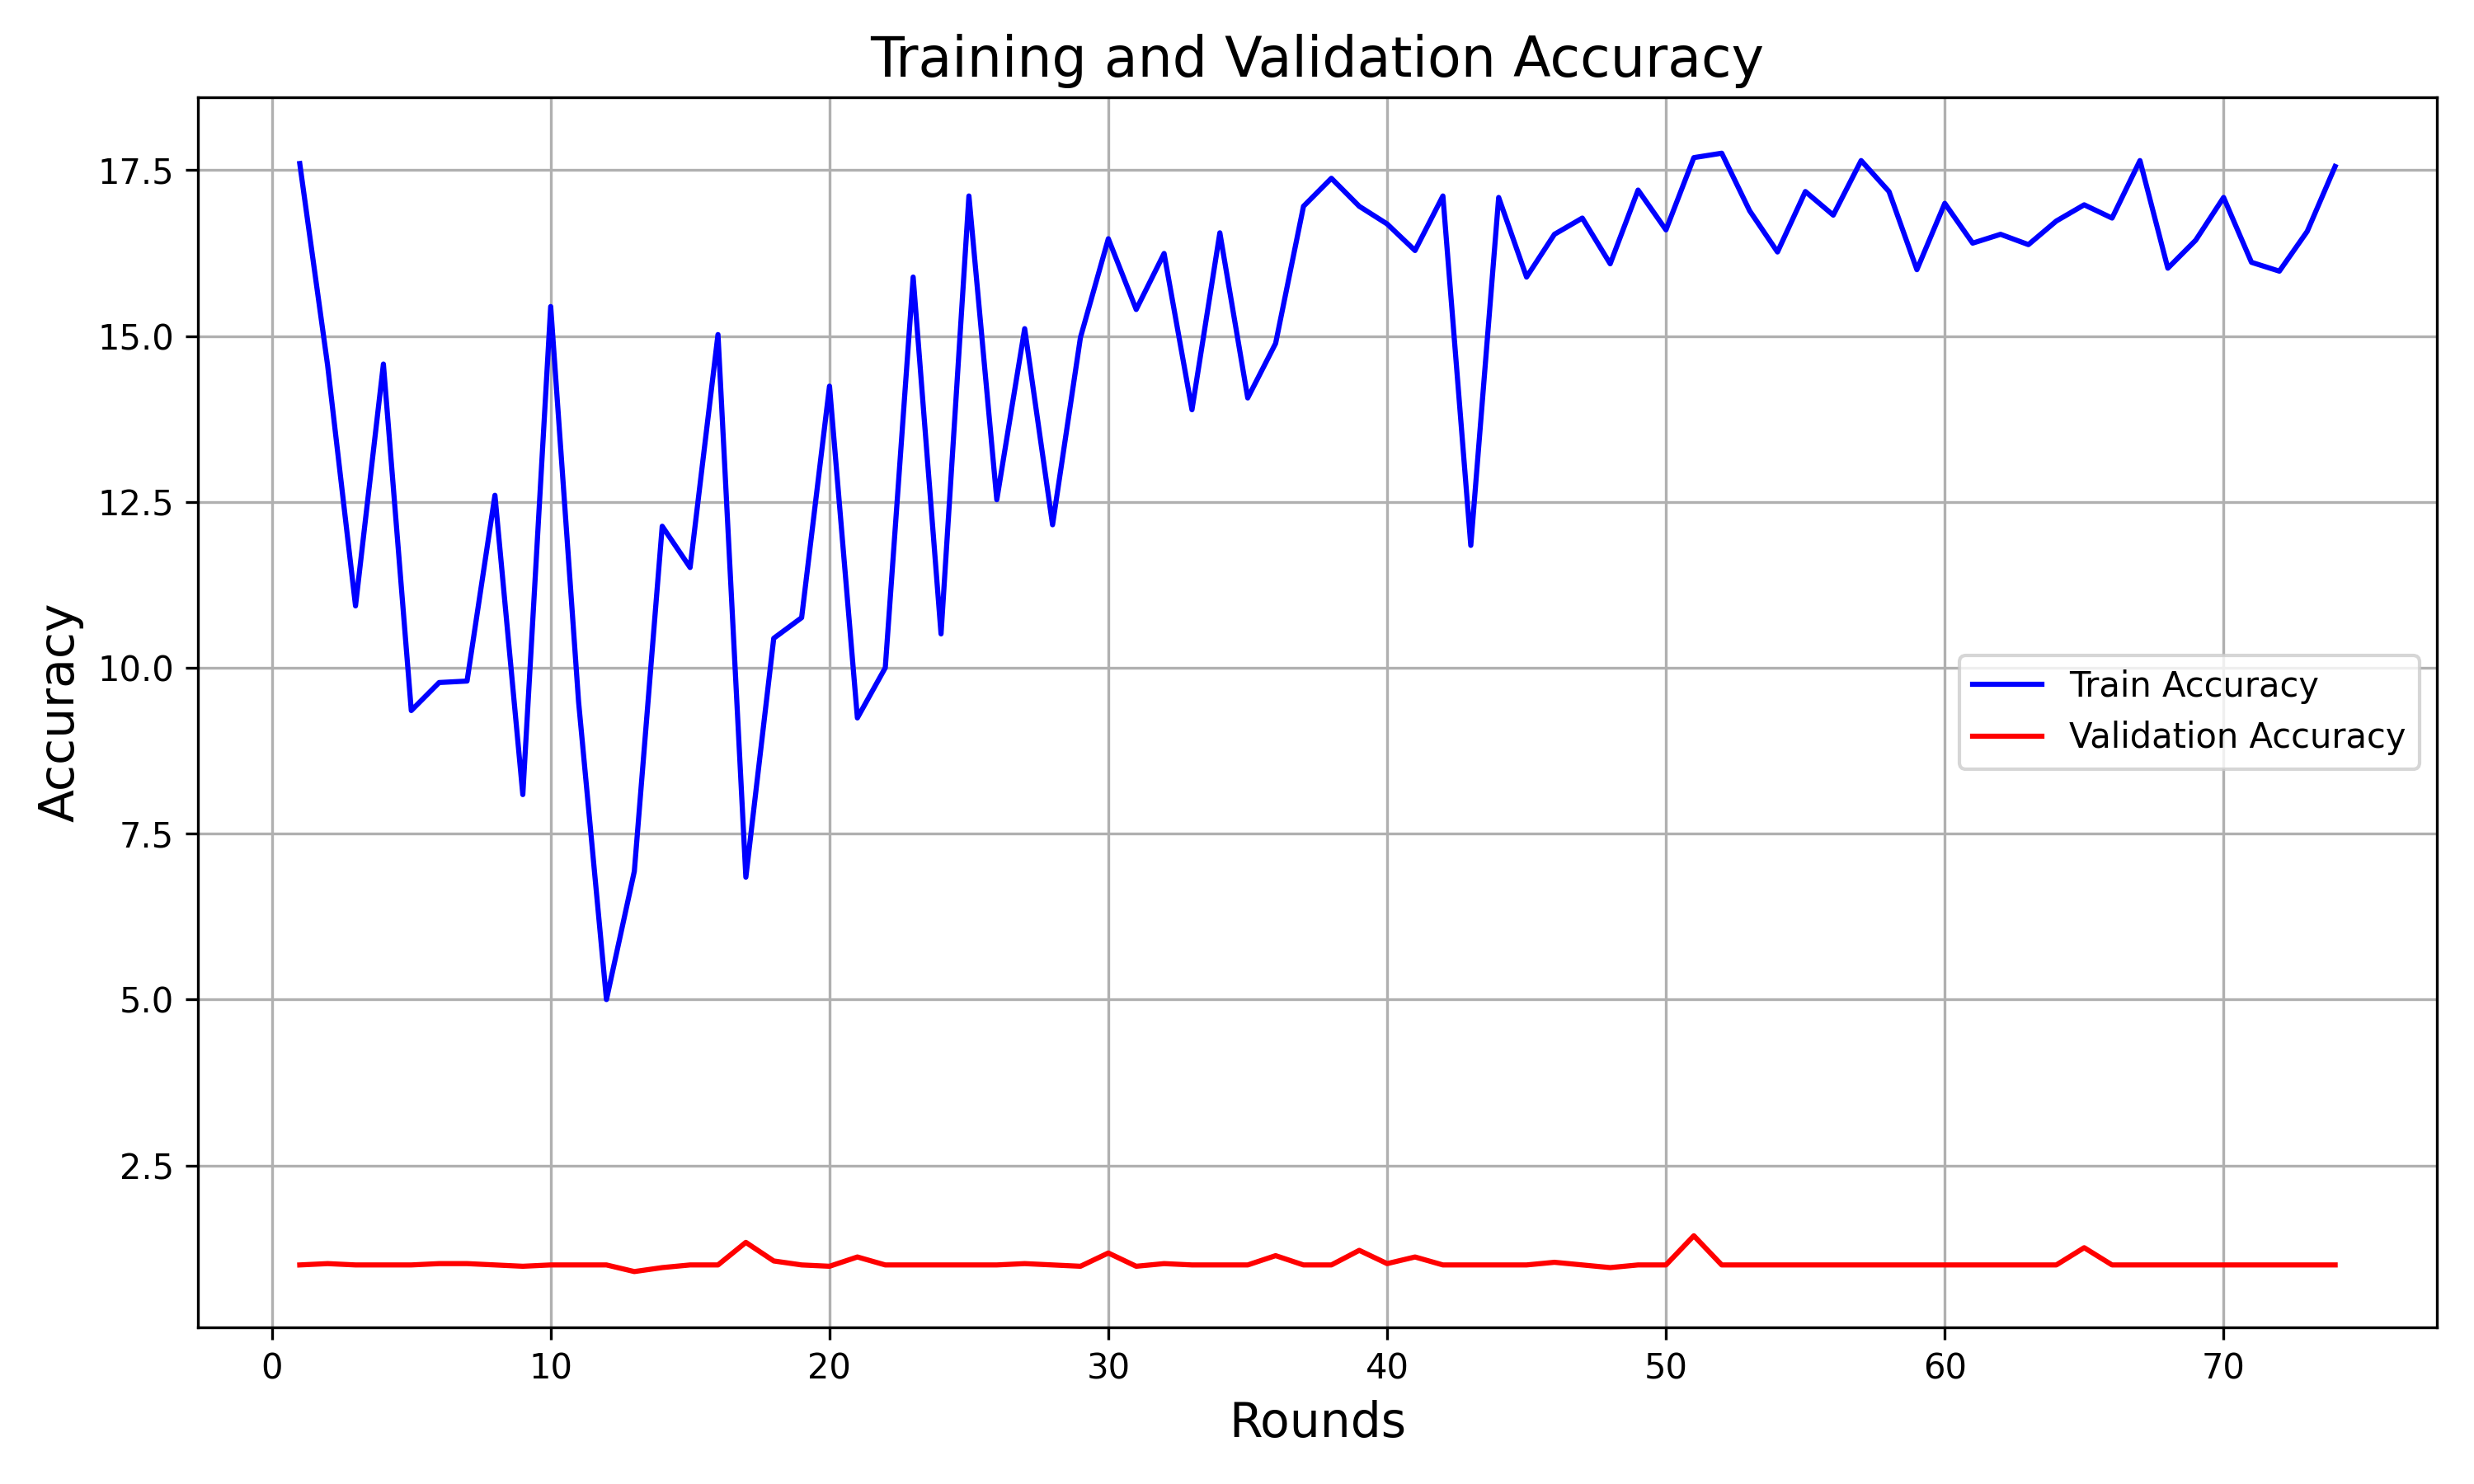 Training and Validation Accuracy
Accuracy
17.5
15.0
12.5
10.0
7.5
5.0
2.5
Train Accuracy
Validation Accuracy
0 10 20 30 40 50 60 70
Rounds